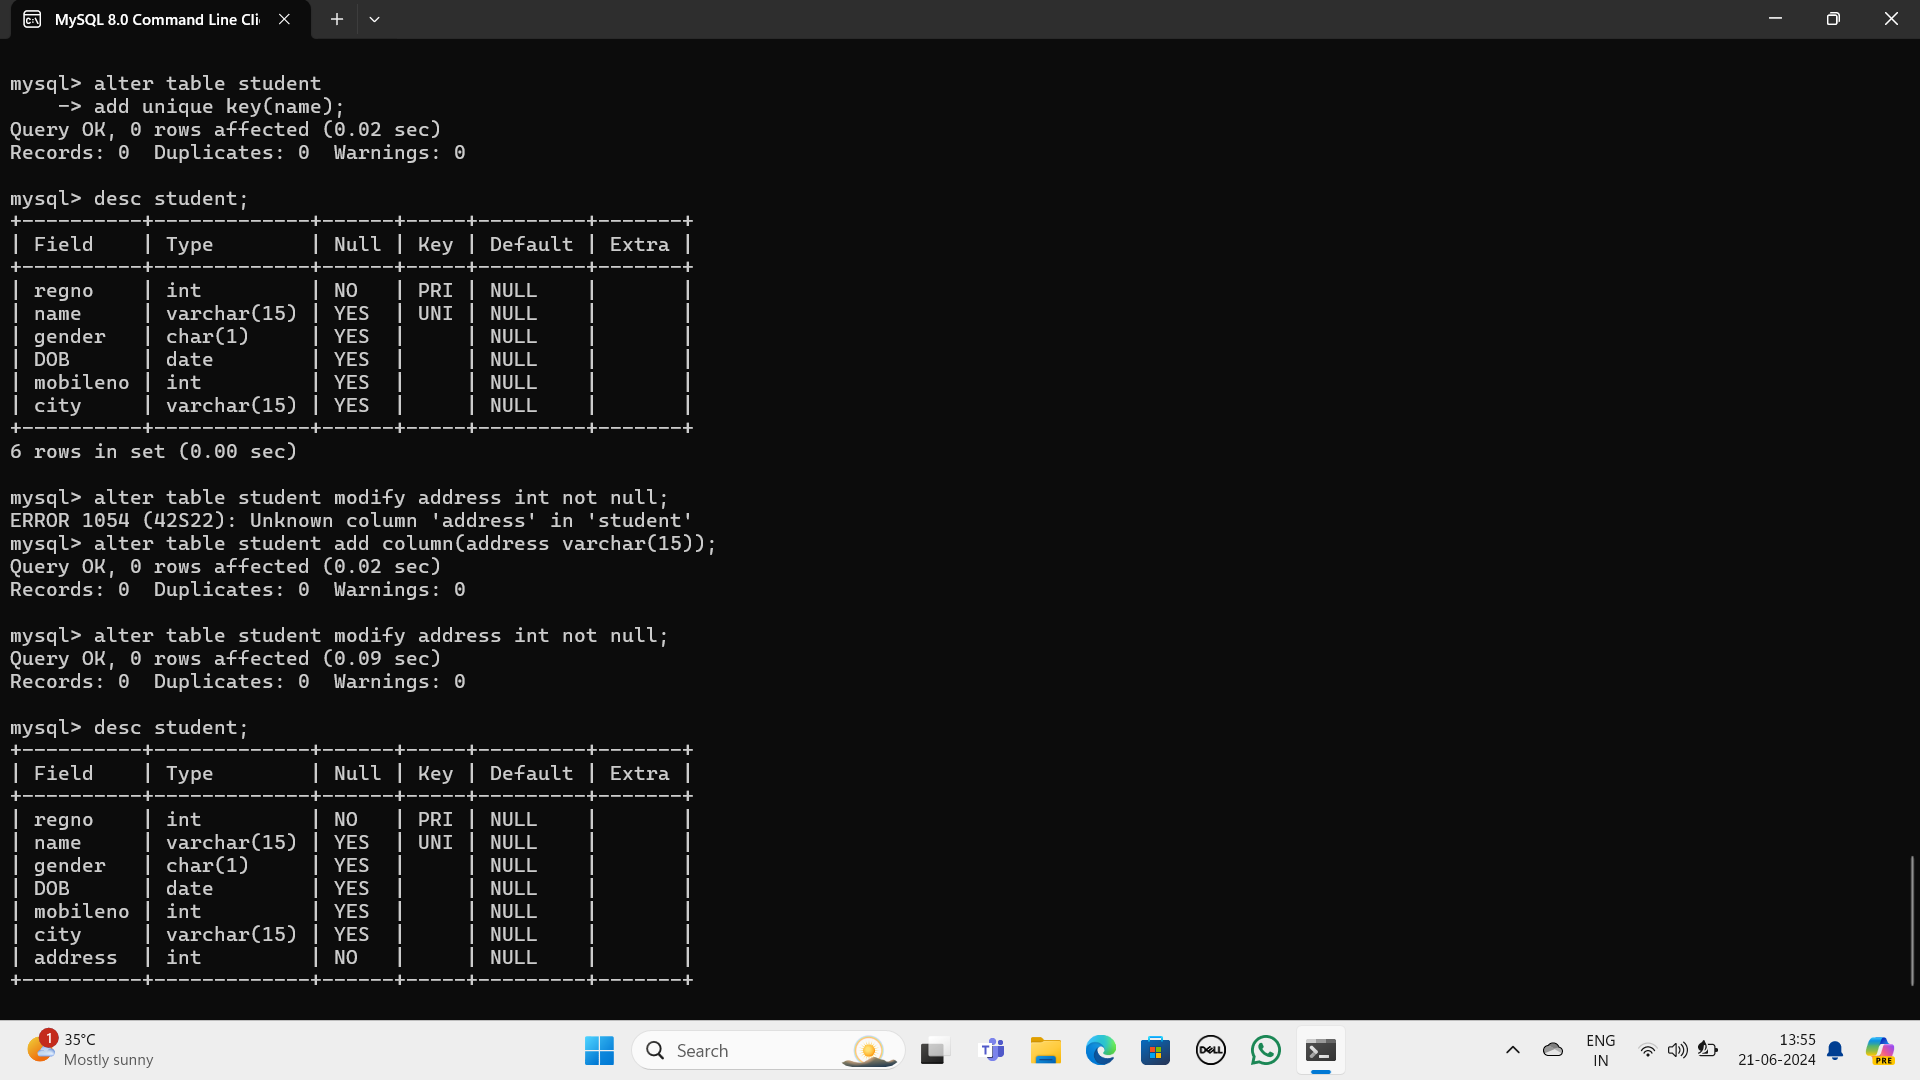 MySQL 8.0 Command Line Cli
mysql> alter table student
    -> add unique key(name);
Query OK, 0 rows affected (0.02 sec)
Records: 0  Duplicates: 0  Warnings: 0
mysql> desc student;
+----------+-------------+------+-----+---------+-------+
| Field    | Type        | Null | Key | Default | Extra |
+----------+-------------+------+-----+---------+-------+
| regno    | int         | NO   | PRI | NULL    |       |
| name     | varchar(15) | YES  | UNI | NULL    |       |
| gender   | char(1)     | YES  |     | NULL    |       |
| DOB      | date        | YES  |     | NULL    |       |
| mobileno | int         | YES  |     | NULL    |       |
| city     | varchar(15) | YES  |     | NULL    |       |
+----------+-------------+------+-----+---------+-------+
6 rows in set (0.00 sec)
mysql> alter table student modify address int not null;
ERROR 1054 (42S22): Unknown column 'address' in 'student'
mysql> alter table student add column(address varchar(15));
Query OK, 0 rows affected (0.02 sec)
Records: 0  Duplicates: 0  Warnings: 0
mysql> alter table student modify address int not null;
Query OK, 0 rows affected (0.09 sec)
Records: 0  Duplicates: 0  Warnings: 0
mysql> desc student;
+----------+-------------+------+-----+---------+-------+
| Field    | Type        | Null | Key | Default | Extra |
+----------+-------------+------+-----+---------+-------+
| regno    | int         | NO   | PRI | NULL    |       |
| name     | varchar(15) | YES  | UNI | NULL    |       |
| gender   | char(1)     | YES  |     | NULL    |       |
| DOB      | date        | YES  |     | NULL    |       |
| mobileno | int         | YES  |     | NULL    |       |
| city     | varchar(15) | YES  |     | NULL    |       |
| address  | int         | NO   |     | NULL    |       |
+----------+-------------+------+-----+---------+-------+
1
35°C
Mostly sunny
Search
DELL
ENG
IN
13:55
21-06-2024
PRE